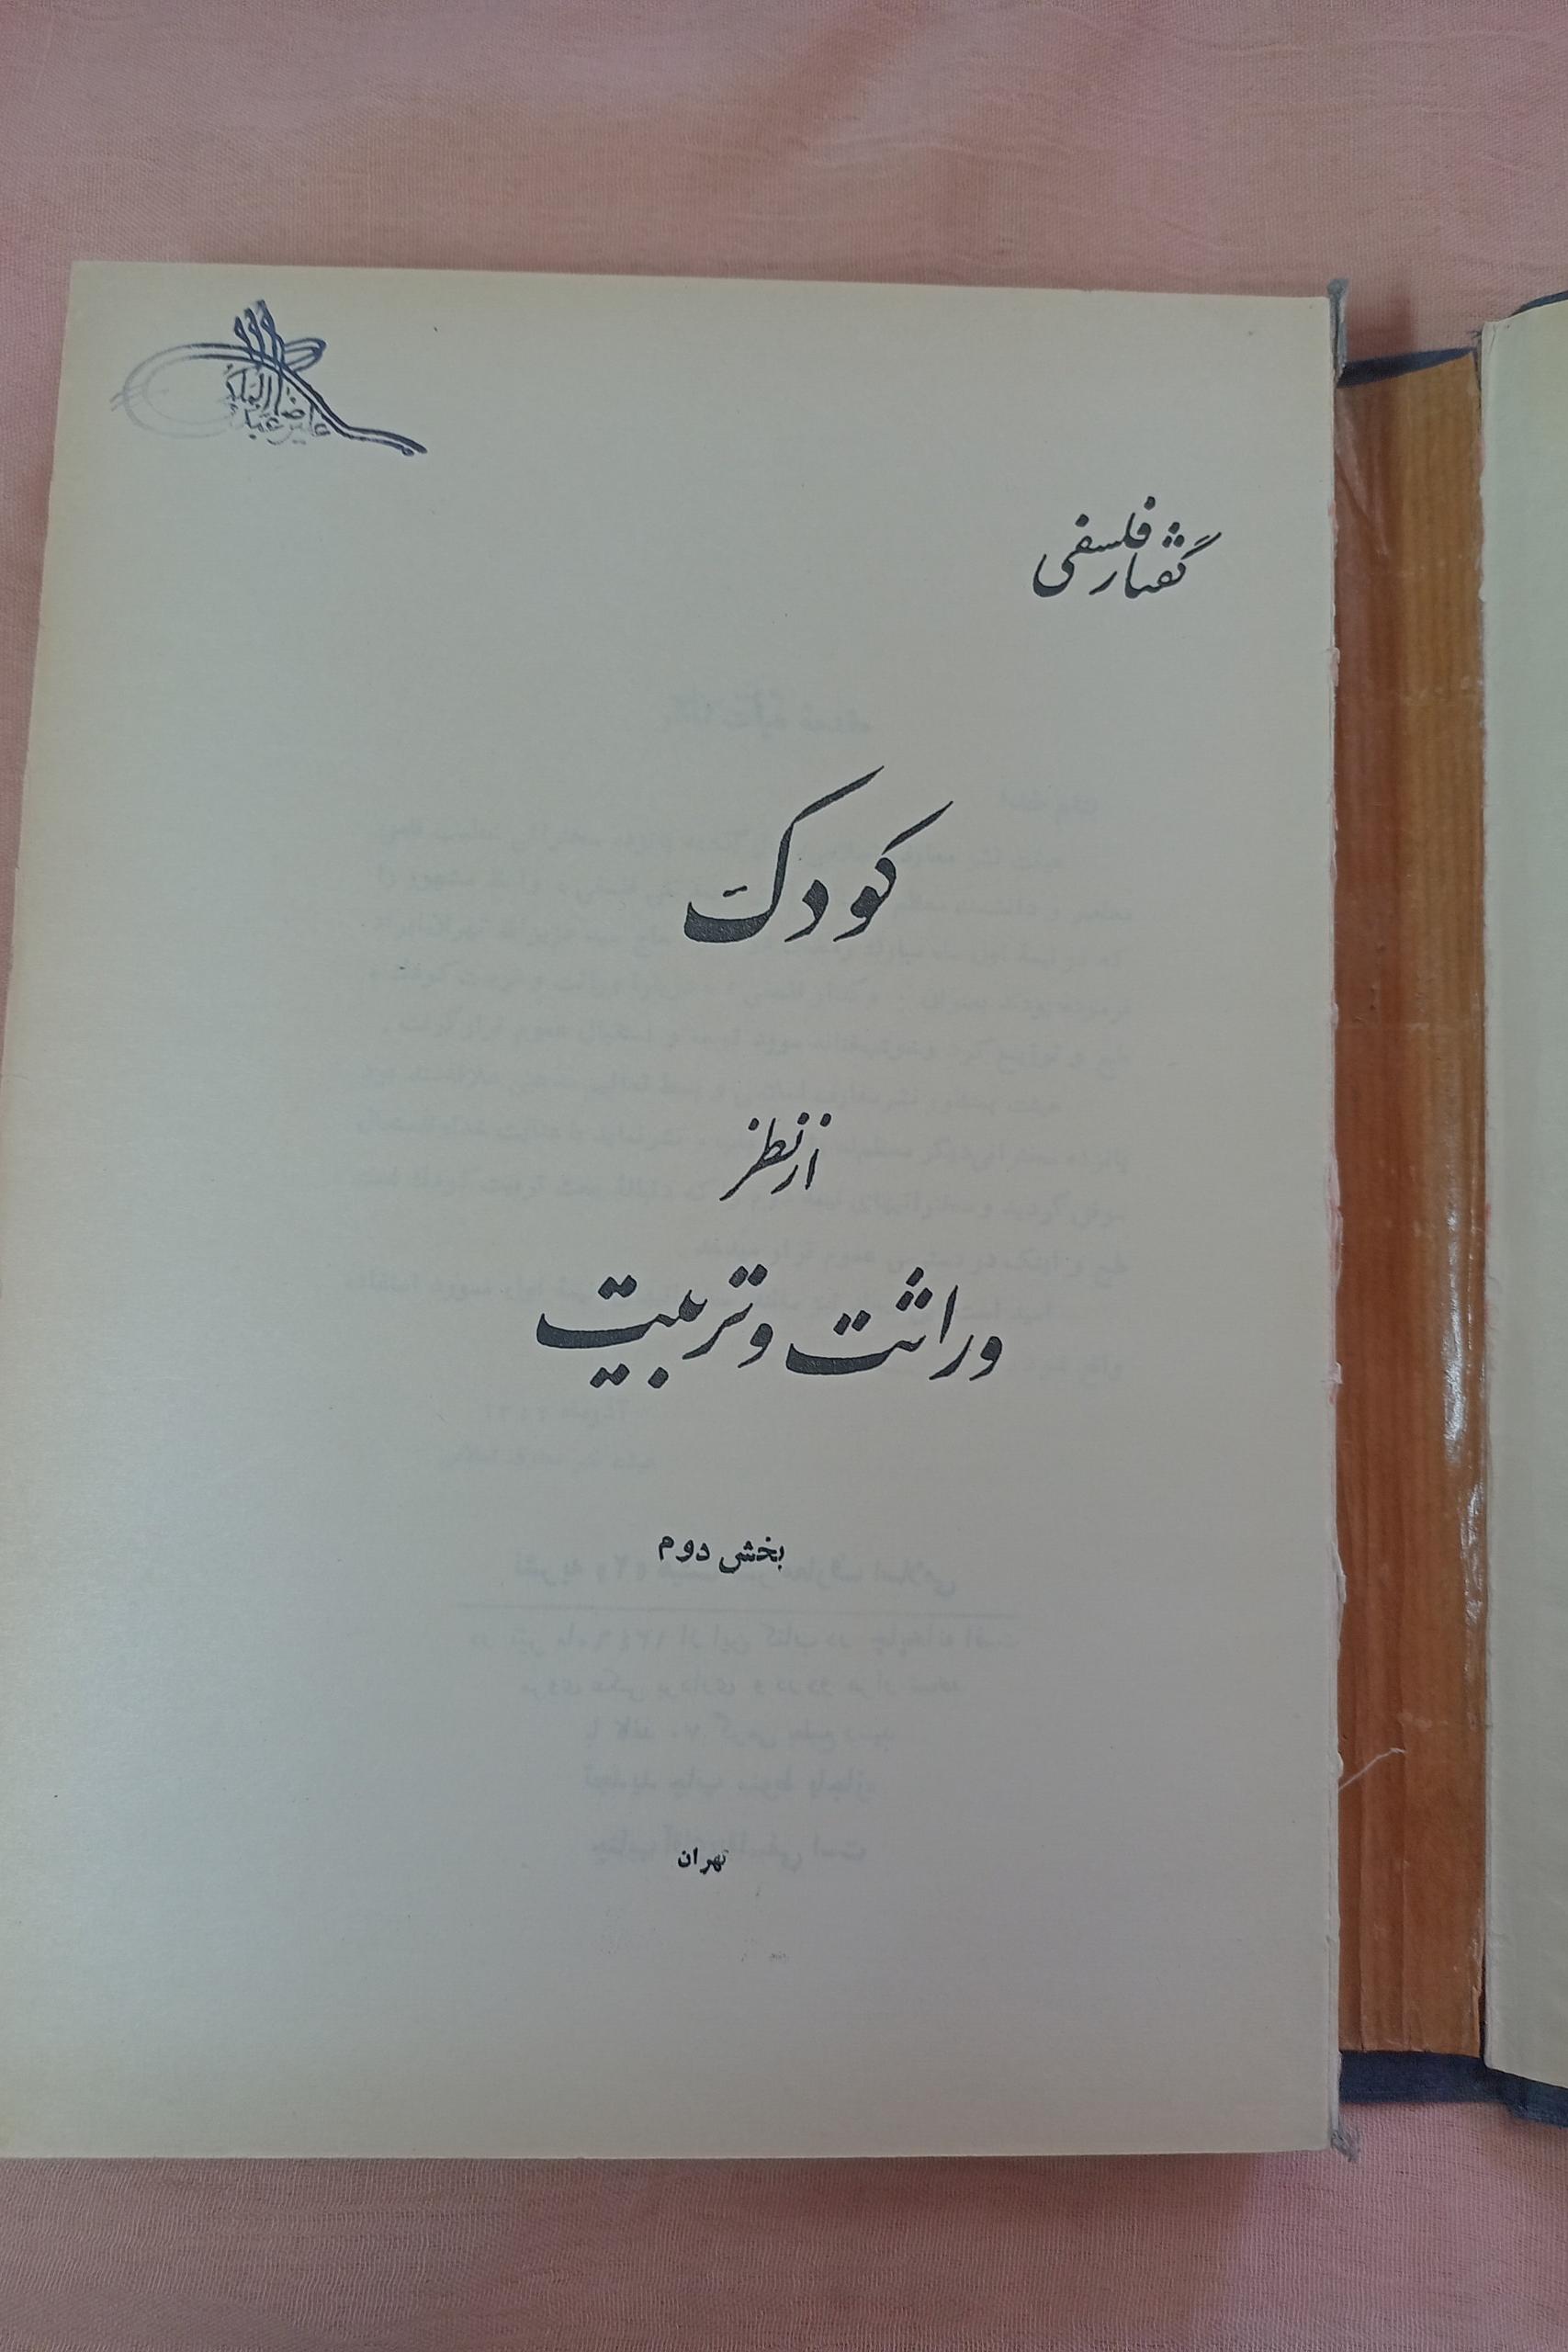 گفتار فلسفی
کودک
از نظر
وراثت و تربیت
بخش دوم
تهران